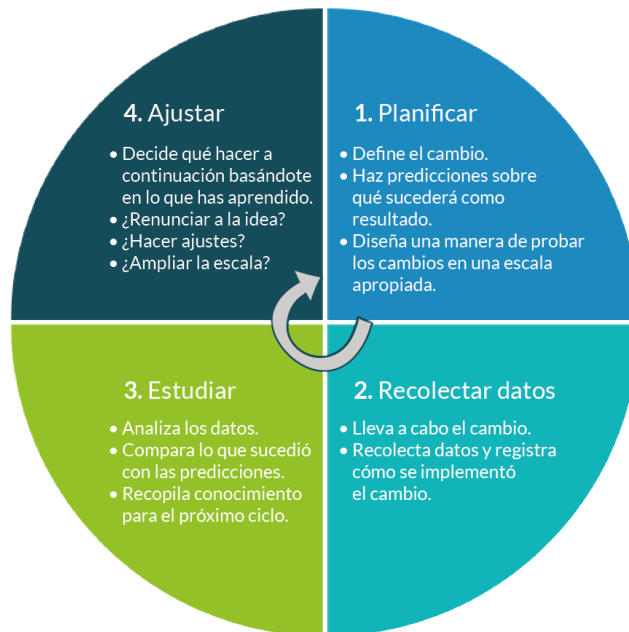 1. Planificar
• Define el cambio.
• Haz predicciones sobre
qué sucederá como
resultado.
• Diseña una manera de probar
los cambios en una escala
apropiada.
2. Recolectar datos
• Lleva a cabo el cambio.
• Recolecta datos y registra
cómo se implementó
el cambio.
3. Estudiar
• Analiza los datos.
• Compara lo que sucedió
con las predicciones.
• Recopila conocimiento
para el próximo ciclo.
4. Ajustar
• Decide qué hacer a
continuación basándote
en lo que has aprendido.
• ¿Renunciar a la idea?
• ¿Hacer ajustes?
• ¿Ampliar la escala?